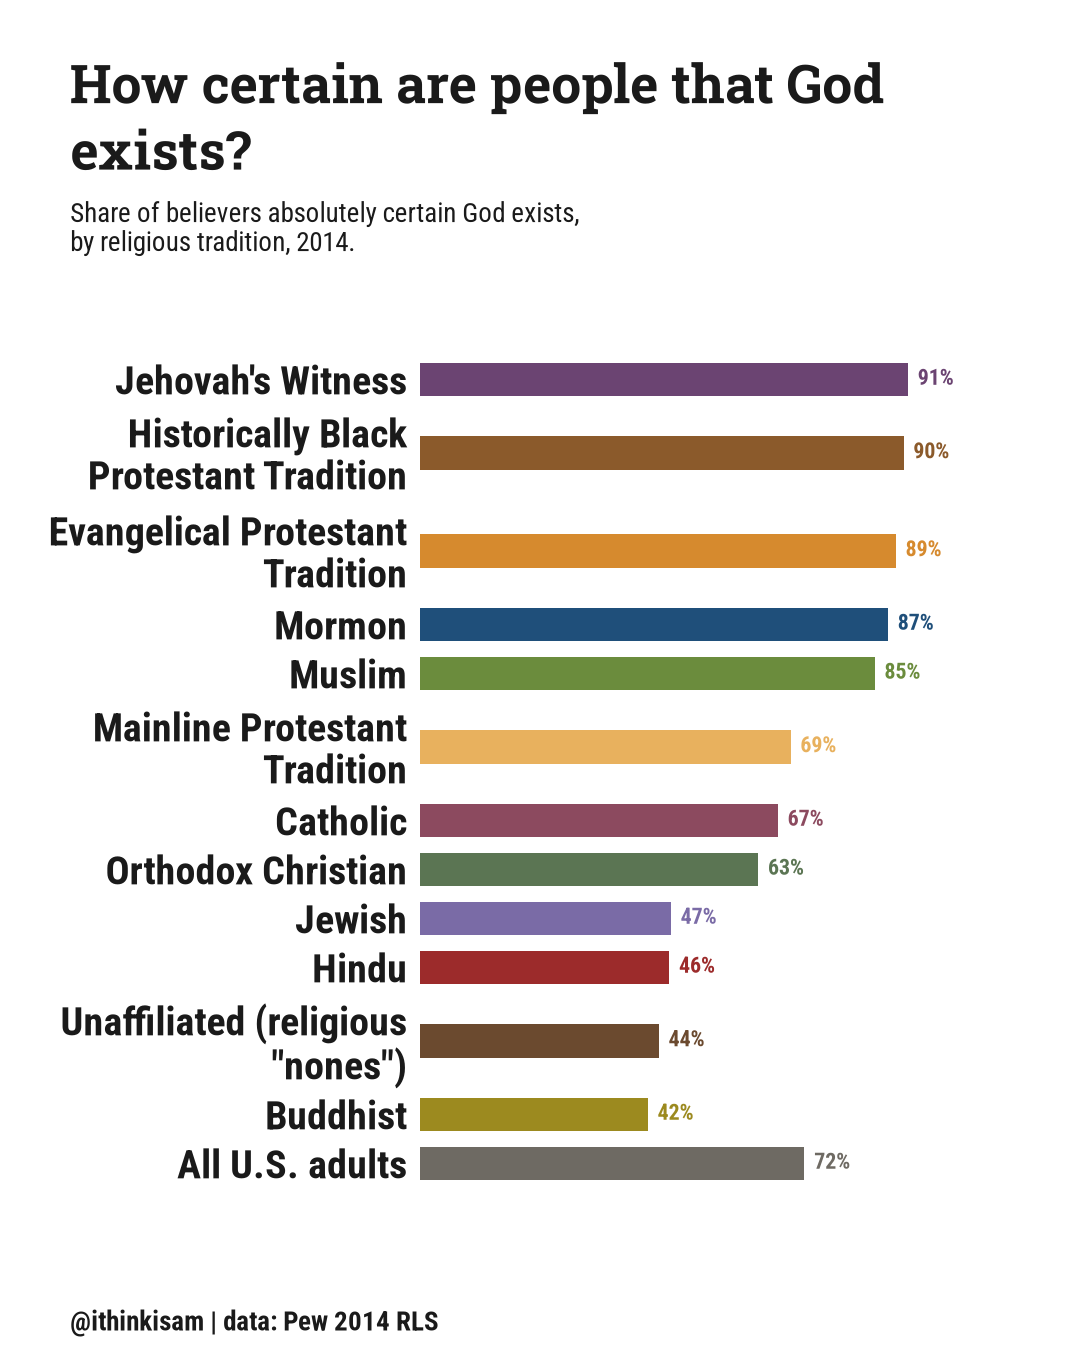 How certain are people that God
exists?
Share of believers absolutely certain God exists,
by religious tradition, 2014.
Jehovah's Witness
91%
Historically Black
Protestant Tradition
90%
Evangelical Protestant
Tradition
89%
Mormon
87%
Muslim
85%
Mainline Protestant
Tradition
69%
Catholic
67%
Orthodox Christian
63%
Jewish
47%
Hindu
46%
Unaffiliated (religious
"nones")
44%
Buddhist
42%
All U.S. adults
72%
@ithinkisam | data: Pew 2014 RLS